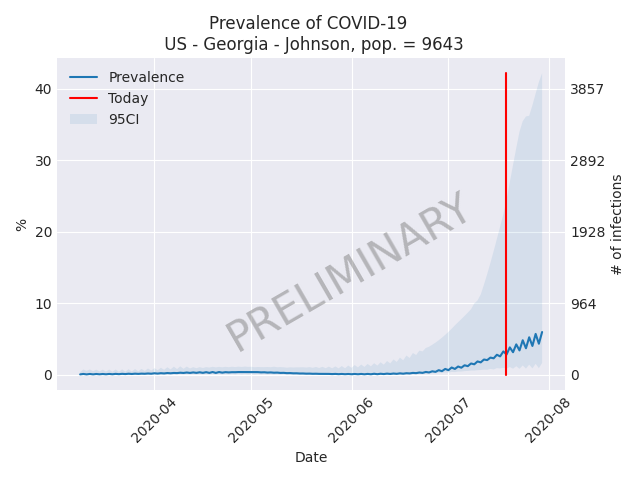 Prevalence of COVID-19
US - Georgia - Johnson, pop. = 9643
Prevalence
Today
95CI
40
30
20
10
0
%
3857
2892
1928
964
0
# of infections
PRELIMINARY
2020-04
2020-05
2020-06
2020-07
2020-08
Date